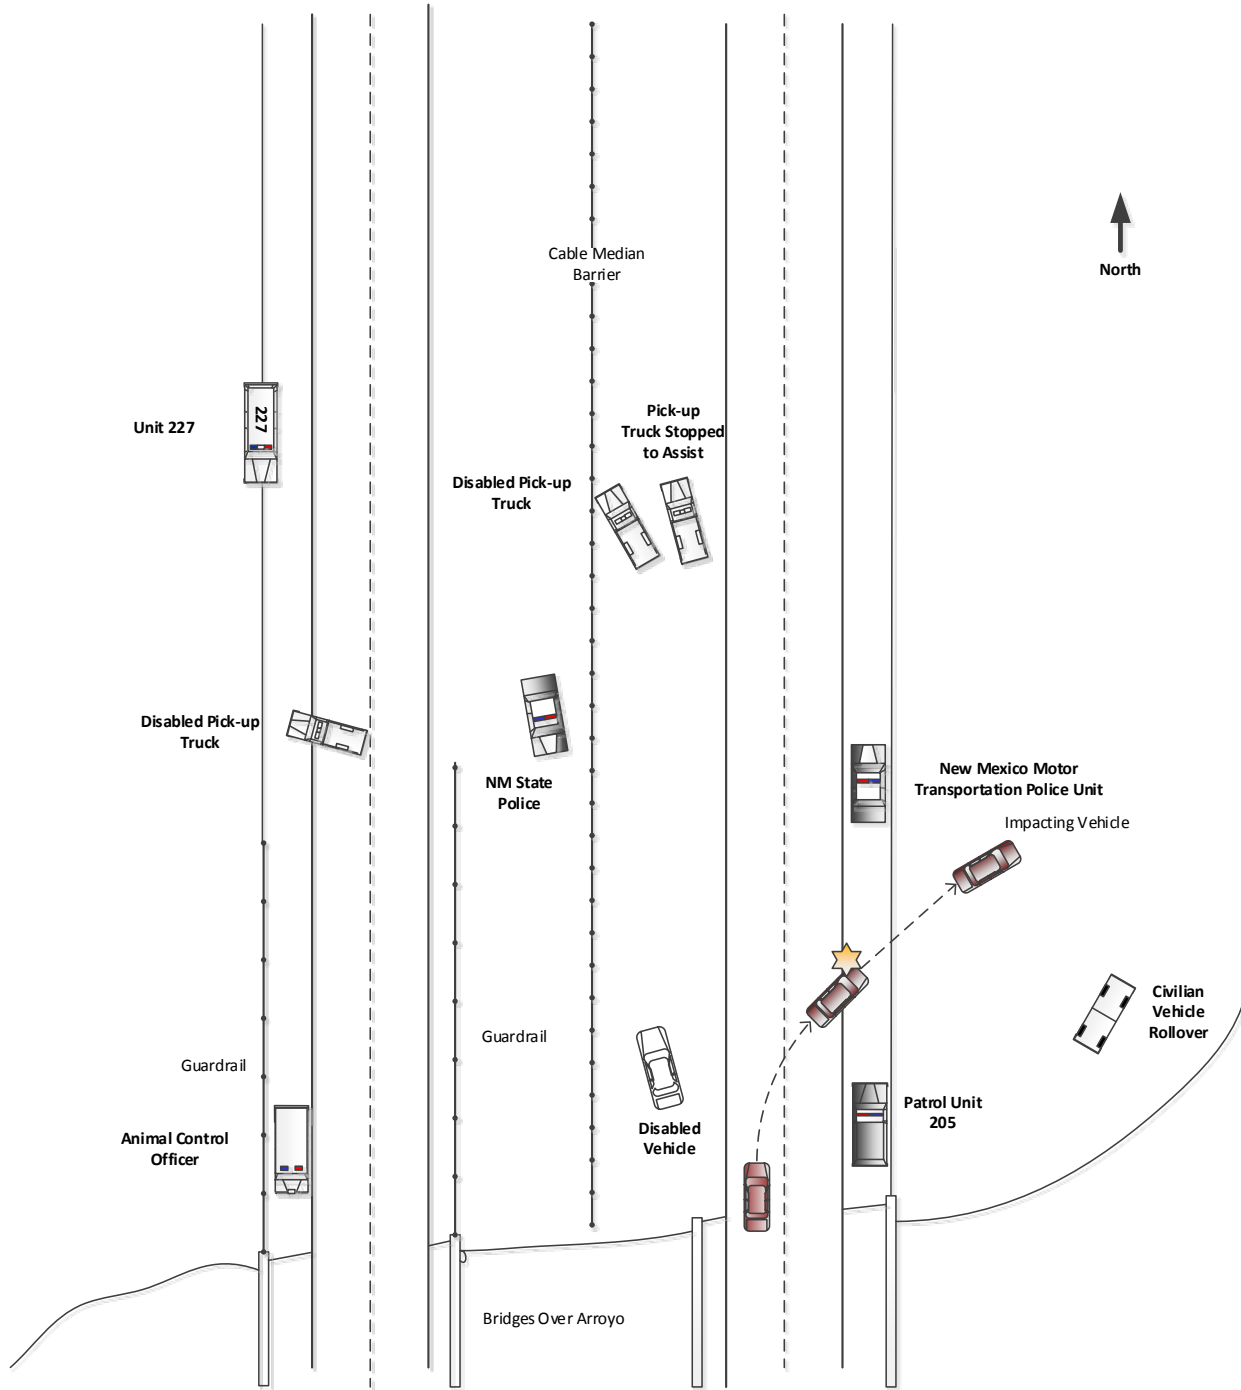 Cable Median
Barrier
North
Unit 227
227
Pick-up
Truck Stopped
to Assist
Disabled Pick-up
Truck
Disabled Pick-up
Truck
NM State
Police
New Mexico Motor
Transportation Police Unit
Impacting Vehicle
Civilian
Vehicle
Rollover
Guardrail
Guardrail
Patrol Unit
205
Animal Control
Officer
Disabled
Vehicle
Bridges Over Arroyo